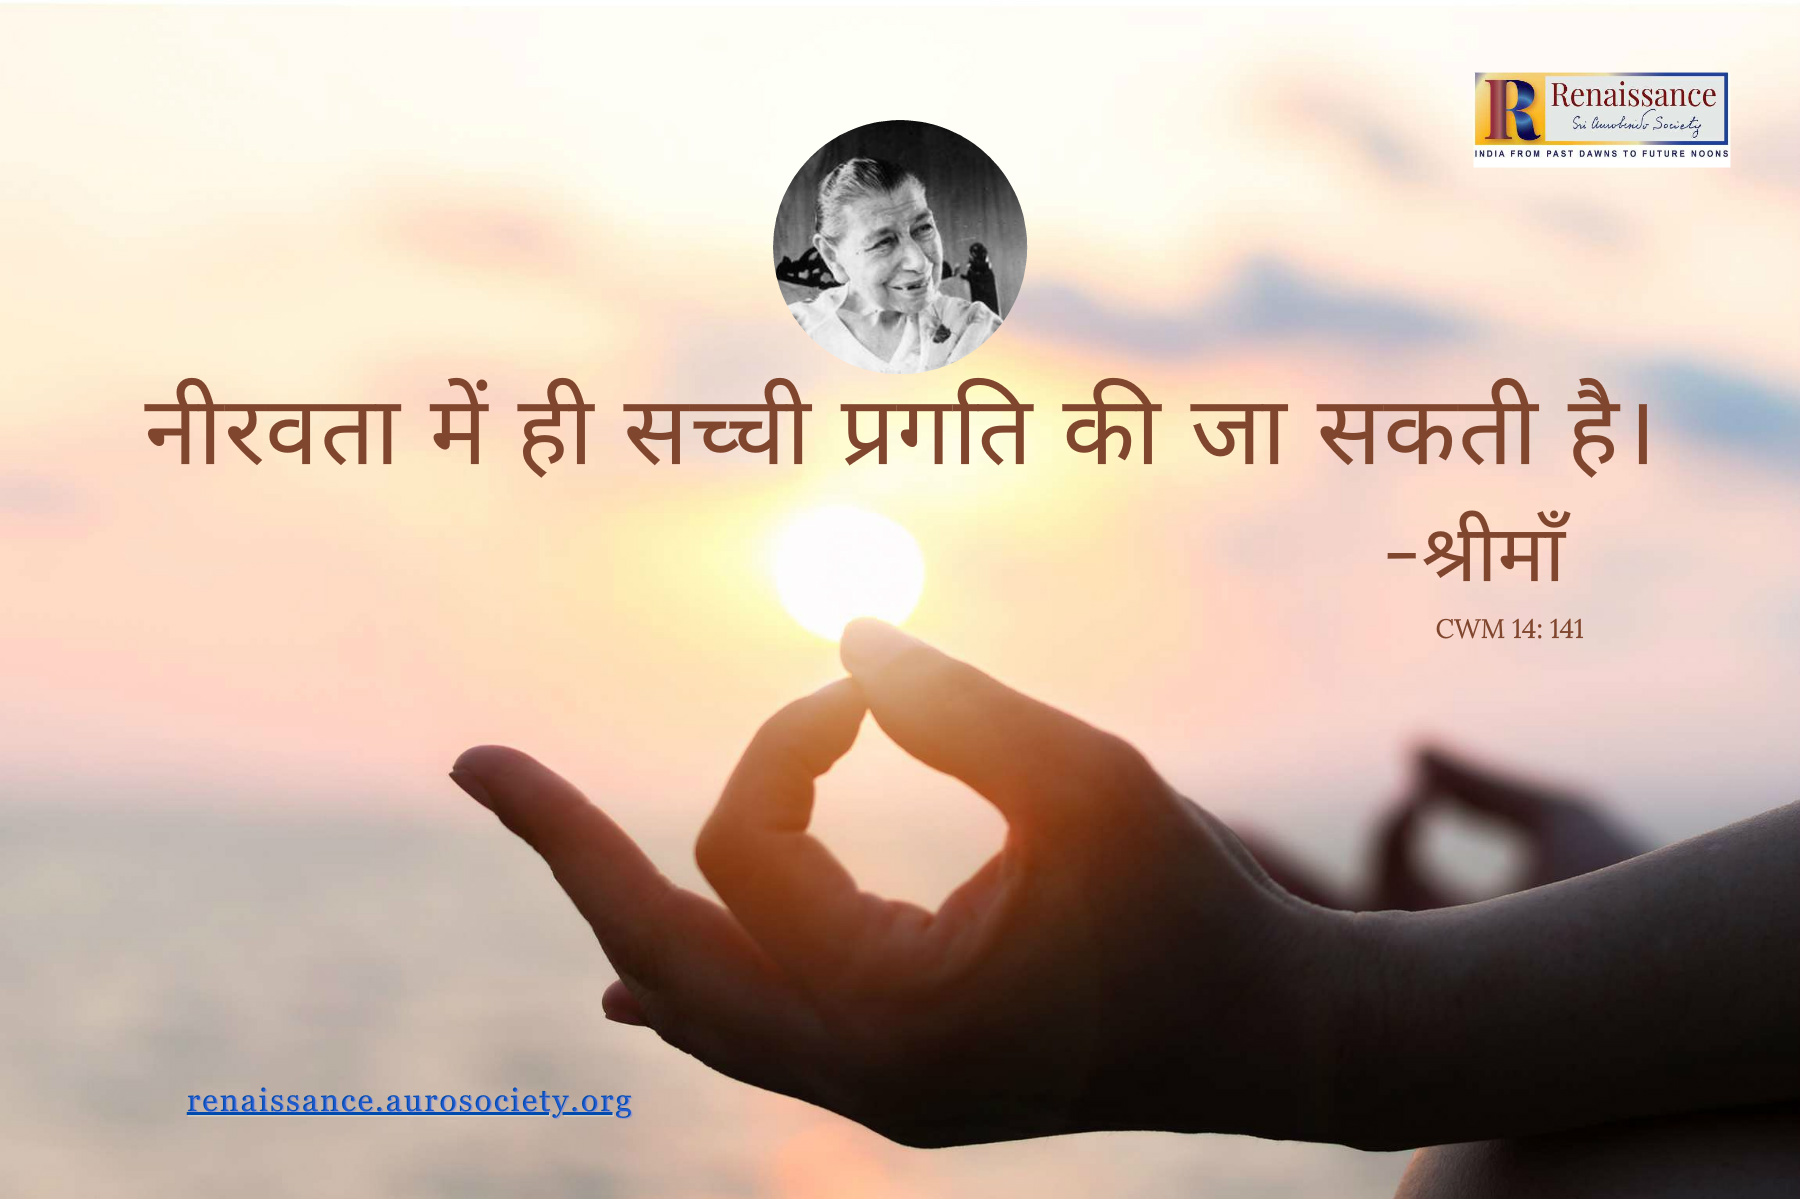 Renaissance
Sri Aurobindo Society
INDIA FROM PAST DAWNS TO FUTURE NOONS
नीरवता में ही सच्ची प्रगति की जा सकती है।
-श्रीमाँ
CWM 14: 141
renaissance.aurosociety.org